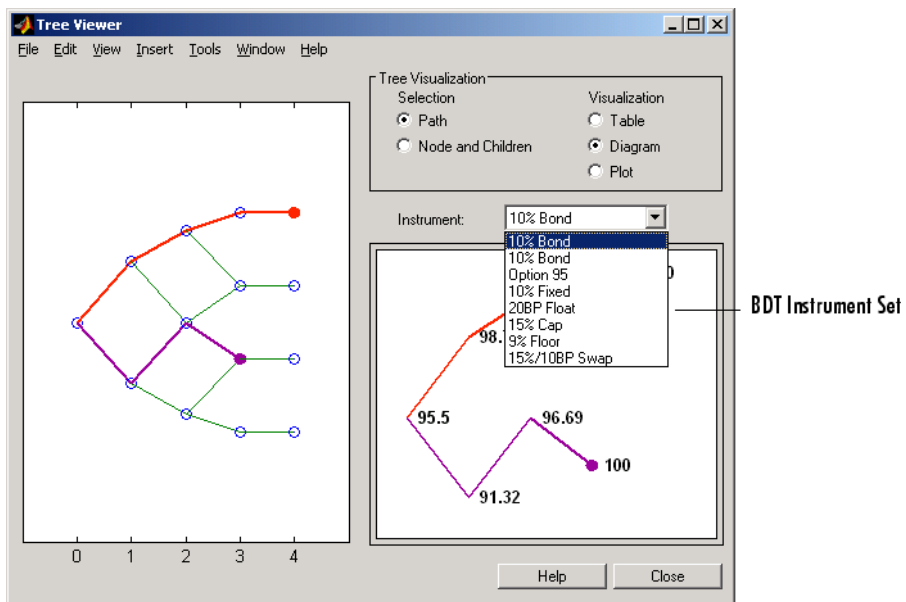 Tree Viewer
File Edit View Insert Tools Window Help
Tree Visualization
Selection Visualization
Path Table
Node and Children Diagram
Plot
Instrument: 10% Bond
10% Bond
10% Bond
Option 95
10% Fixed
20BP Float
15% Cap
9% Floor
15%/10BP Swap
BDT Instrument Set
98.
0
95.5
96.69
100
91.32
0 1 2 3 4
Help Close